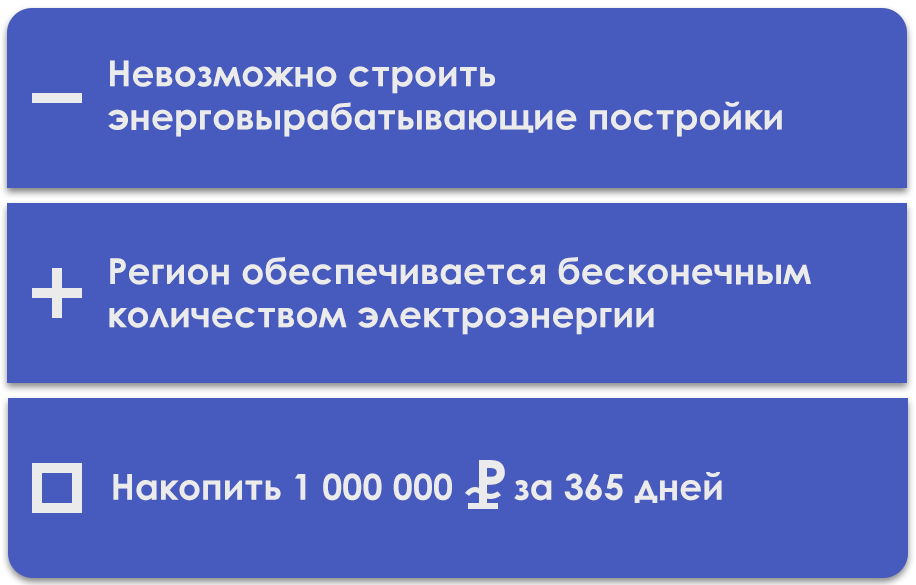 Невозможно строить
энерговырабатывающие постройки
Регион обеспечивается бесконечным
количеством электроэнергии
Накопить 1 000 000 ₽ за 365 дней